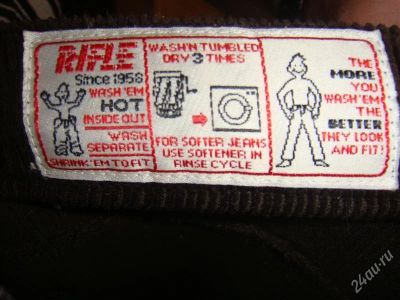 RIFLE
Since 1958
WASH'EM
HOT
INSIDE OUT
WASH
SEPARATE
SHRINK'EM TO FIT
WASH'N TUMBLED
DRY 3 TIMES
FOR SOFTER JEANS
USE SOFTENER IN
RINSE CYCLE
THE
MORE
YOU
WASH'EM
THE
BETTER
THEY LOOK
AND FIT!
24au.ru